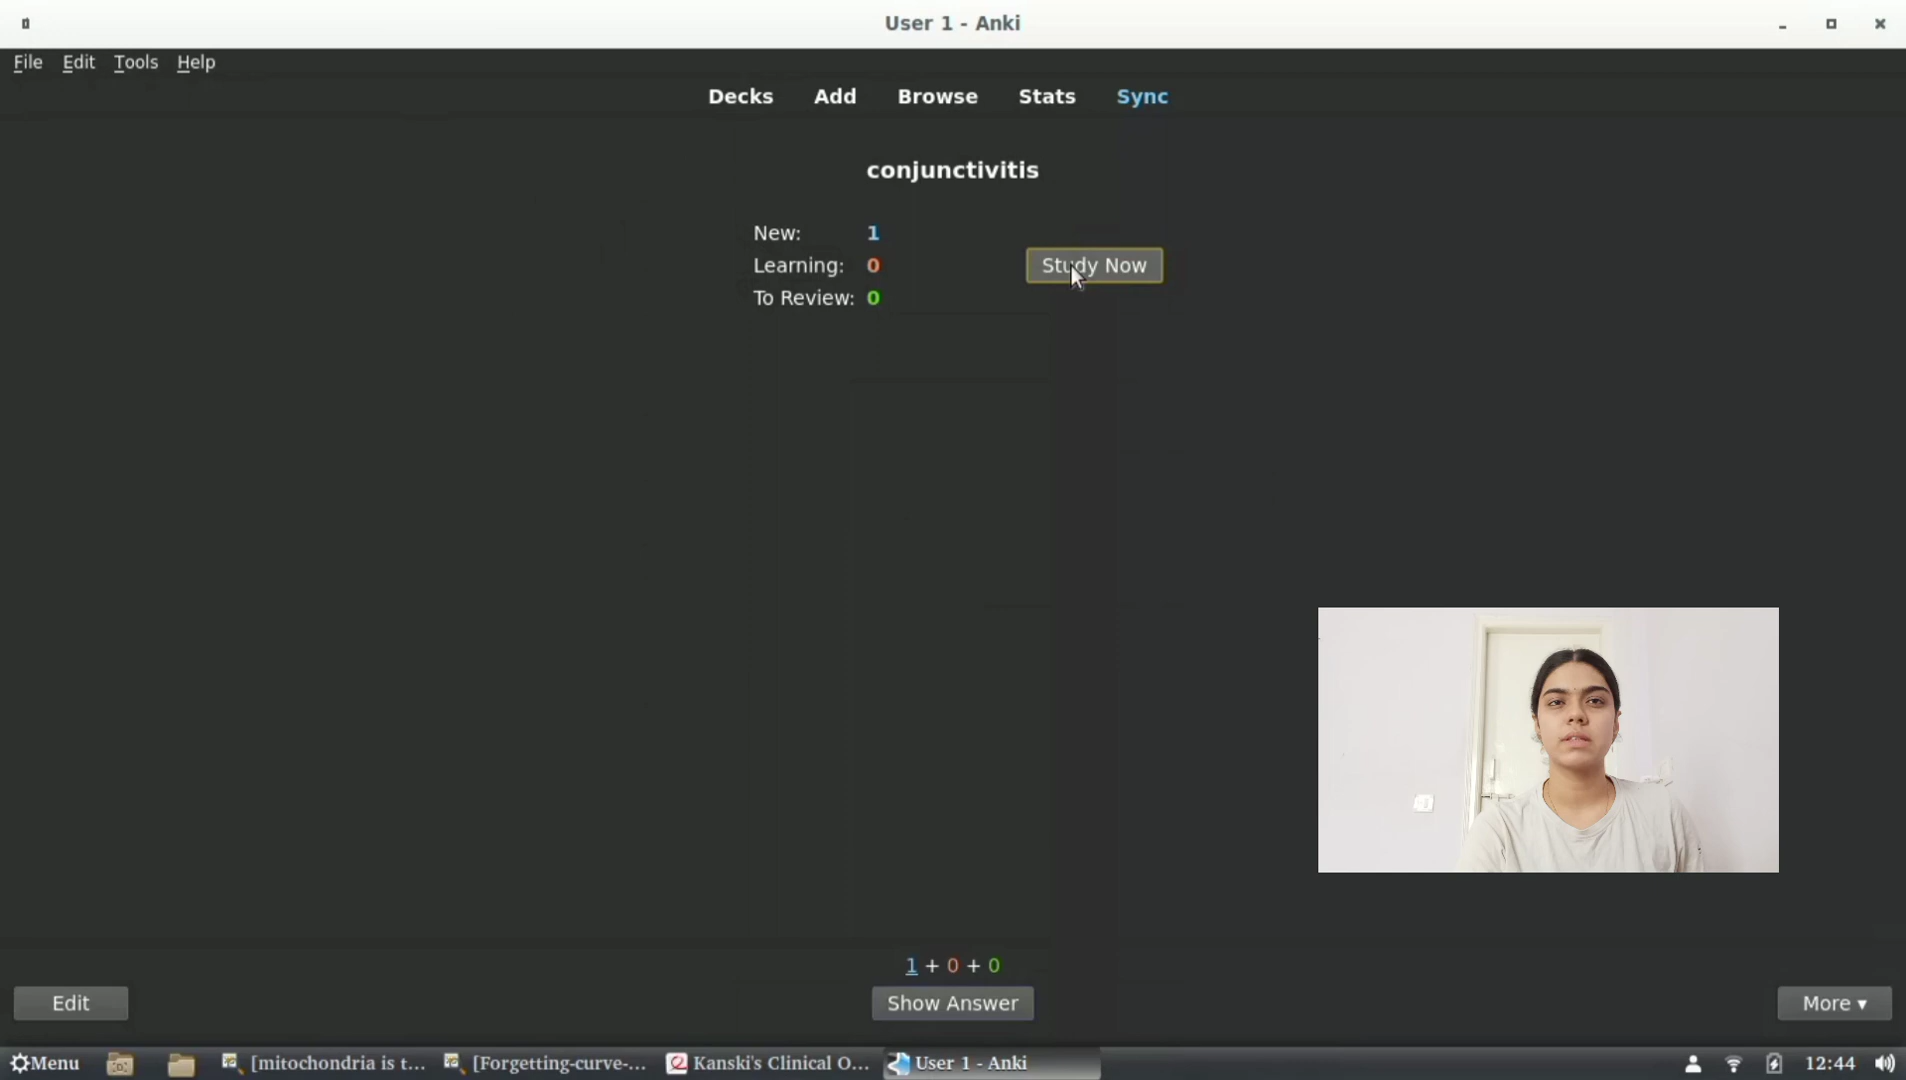 User 1 - Anki
File Edit Tools Help
Decks Add Browse Stats Sync
conjunctivitis
New: 1
Learning: 0
Study Now
To Review: 0
1 + 0 + 0
Edit
Show Answer
More ▾
Menu
[mitochondria is t...
[Forgetting-curve-...
Kanski's Clinical O...
User 1 - Anki
12:44